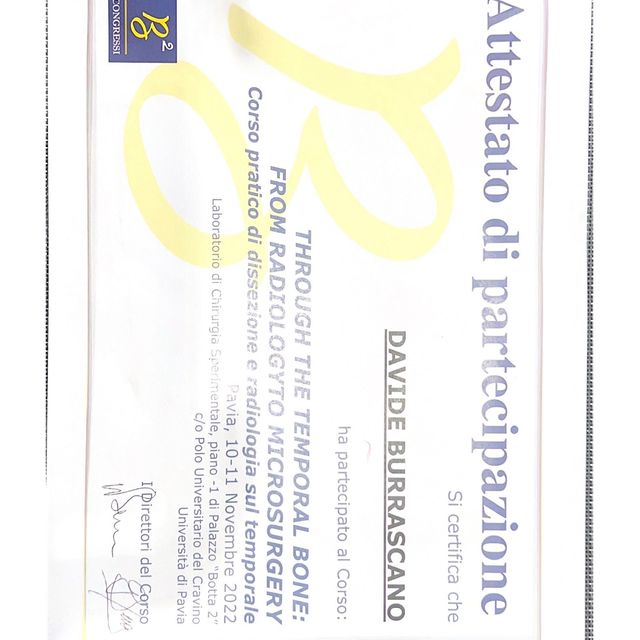 Attestato di partecipazione
Si certifica che
DAVIDE BURRASCANO
ha partecipato al Corso:
THROUGH THE TEMPORAL BONE:
FROM RADIOLOGYTO MICROSURGERY
Corso pratico di dissezione e radiologia sul temporale
Pavia, 10-11 Novembre 2022
Laboratorio di Chirurgia Sperimentale, piano -1 di Palazzo "Botta 2"
c/o Polo Universitario del Cravino
Università di Pavia
I Direttori del Corso
B2
CONGRESSI